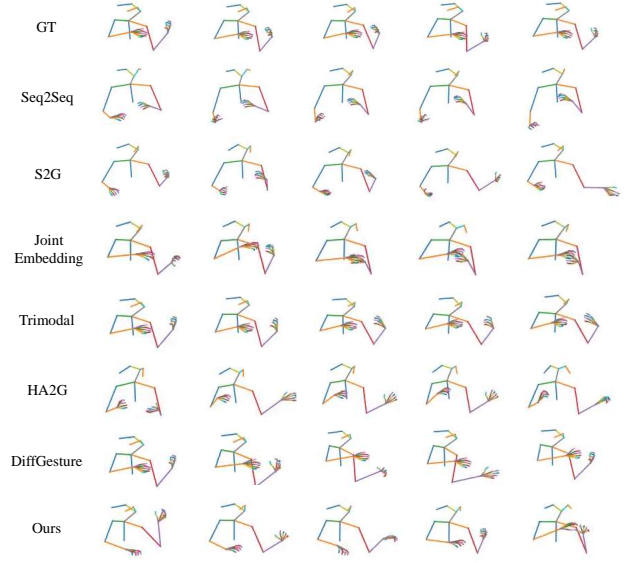 GT
Seq2Seq
S2G
Joint
Embedding
Trimodal
HA2G
DiffGesture
Ours